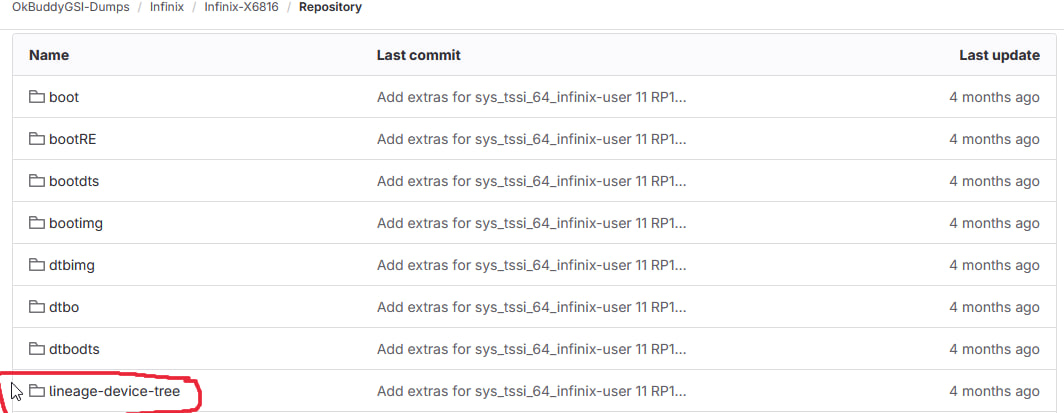 OkBuddyGSI-Dumps / Infinix / Infinix-X6816 / Repository
Name Last commit Last update
boot Add extras for sys_tssi_64_infinix-user 11 RP1... 4 months ago
bootRE Add extras for sys_tssi_64_infinix-user 11 RP1... 4 months ago
bootdts Add extras for sys_tssi_64_infinix-user 11 RP1... 4 months ago
bootimg Add extras for sys_tssi_64_infinix-user 11 RP1... 4 months ago
dtbimg Add extras for sys_tssi_64_infinix-user 11 RP1... 4 months ago
dtbo Add extras for sys_tssi_64_infinix-user 11 RP1... 4 months ago
dtbodts Add extras for sys_tssi_64_infinix-user 11 RP1... 4 months ago
lineage-device-tree Add extras for sys_tssi_64_infinix-user 11 RP1... 4 months ago